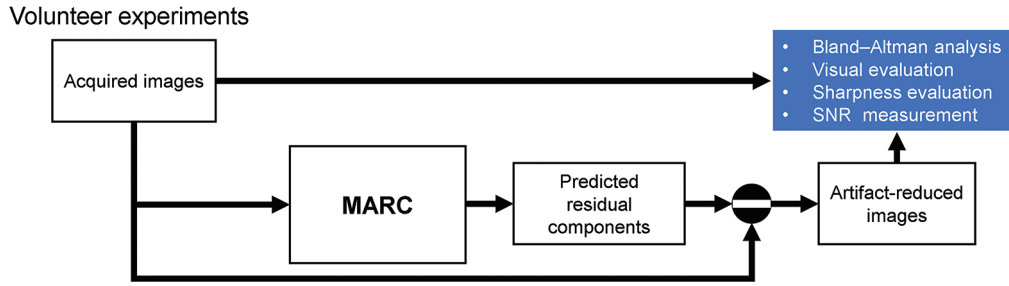 Volunteer experiments
Acquired images
• Bland–Altman analysis
• Visual evaluation
• Sharpness evaluation
• SNR measurement
MARC
Predicted
residual
components
Artifact-reduced
images